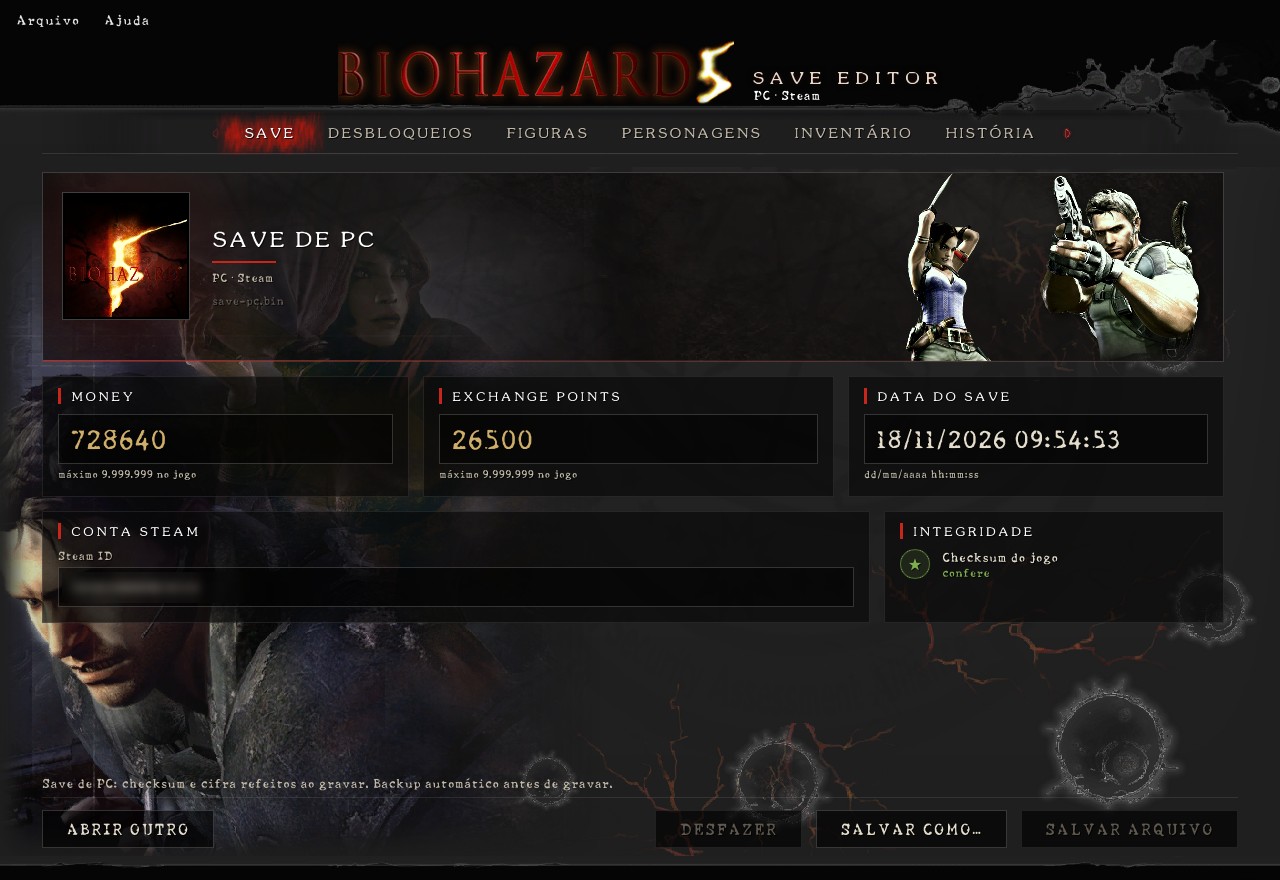 Arquivo Ajuda
BIOHAZARD 5
SAVE EDITOR
PC · Steam
SAVE DESBLOQUEIOS FIGURAS PERSONAGENS INVENTÁRIO HISTÓRIA
SAVE DE PC
PC · Steam
save-pc.bin
MONEY
728640
máximo 9.999.999 no jogo
EXCHANGE POINTS
26500
máximo 9.999.999 no jogo
DATA DO SAVE
18/11/2026 09:54:53
dd/mm/aaaa hh:mm:ss
CONTA STEAM
Steam ID
INTEGRIDADE
Checksum do jogo
confere
Save de PC: checksum e cifra refeitos ao gravar. Backup automático antes de gravar.
ABRIR OUTRO DESFAZER SALVAR COMO… SALVAR ARQUIVO